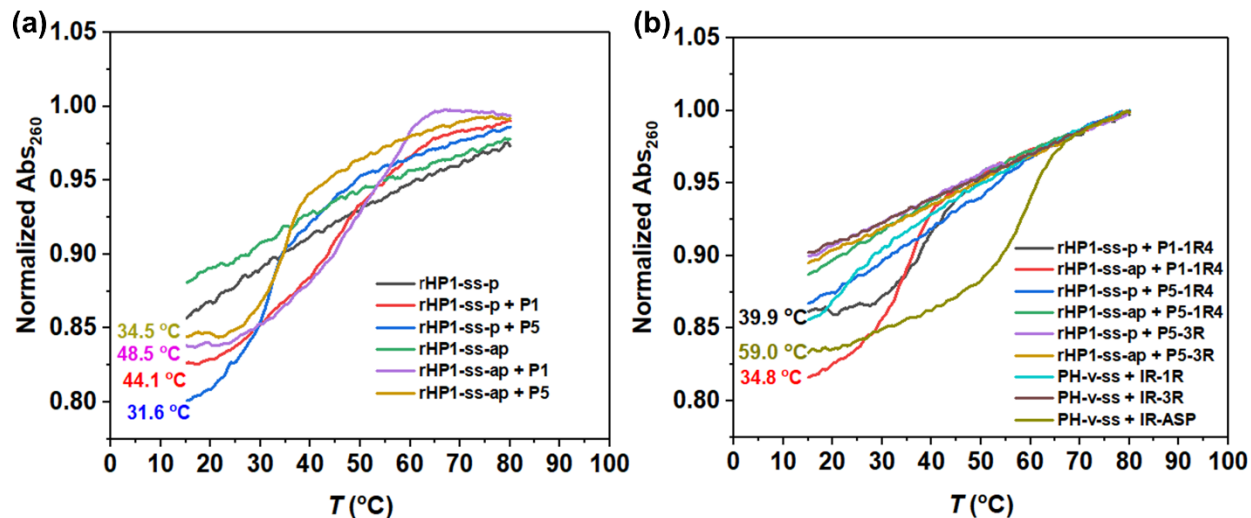 (a)
1.05
1.00
0.95
0.90
0.85
0.80
Normalized Abs260
34.5 °C
48.5 °C
44.1 °C
31.6 °C
rHP1-ss-p
rHP1-ss-p + P1
rHP1-ss-p + P5
rHP1-ss-ap
rHP1-ss-ap + P1
rHP1-ss-ap + P5
0 10 20 30 40 50 60 70 80 90 100
T (°C)
(b)
1.05
1.00
0.95
0.90
0.85
0.80
Normalized Abs260
39.9 °C
59.0 °C
34.8 °C
rHP1-ss-p + P1-1R4
rHP1-ss-ap + P1-1R4
rHP1-ss-p + P5-1R4
rHP1-ss-ap + P5-1R4
rHP1-ss-p + P5-3R
rHP1-ss-ap + P5-3R
PH-v-ss + IR-1R
PH-v-ss + IR-3R
PH-v-ss + IR-ASP
0 10 20 30 40 50 60 70 80 90 100
T (°C)